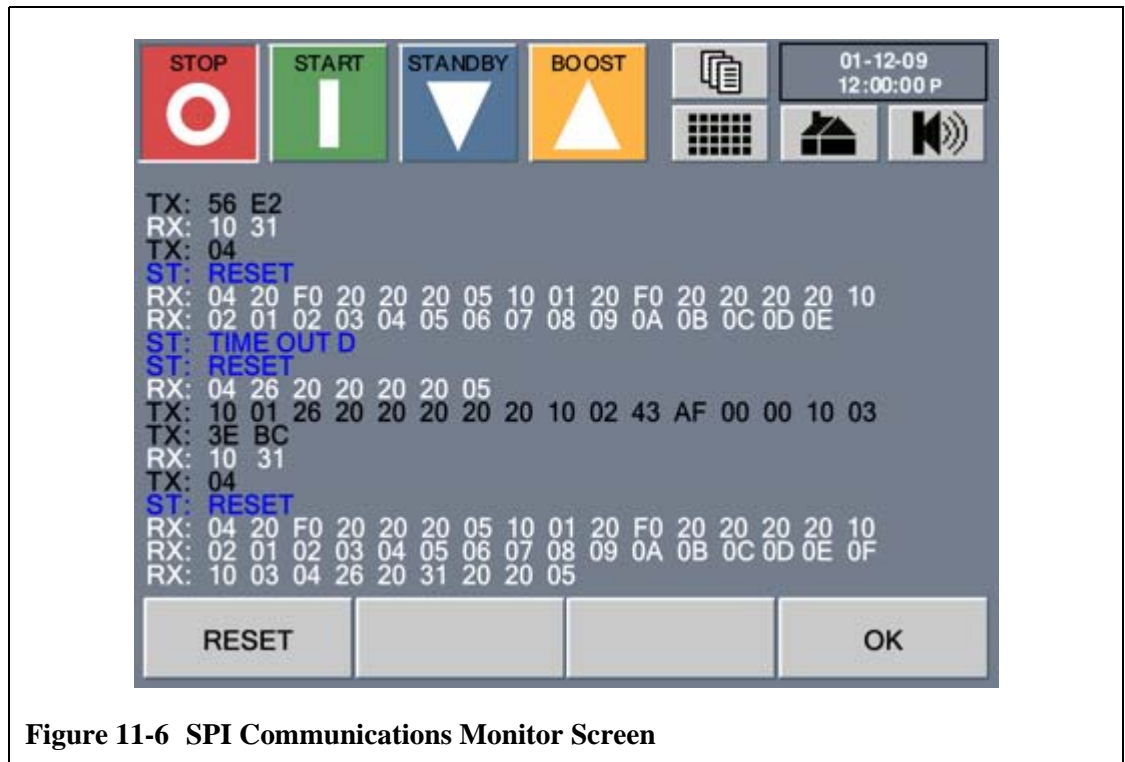 STOP START STANDBY BOOST
01-12-09
12:00:00 P
TX: 56 E2
RX: 10 31
TX: 04
ST: RESET
RX: 04 20 F0 20 20 20 05 10 01 20 F0 20 20 20 20 10
RX: 02 01 02 03 04 05 06 07 08 09 0A 0B 0C 0D 0E
ST: TIME OUT D
ST: RESET
RX: 04 26 20 20 20 20 05
TX: 10 01 26 20 20 20 20 20 10 02 43 AF 00 00 10 03
TX: 3E BC
RX: 10 31
TX: 04
ST: RESET
RX: 04 20 F0 20 20 20 05 10 01 20 F0 20 20 20 20 10
RX: 02 01 02 03 04 05 06 07 08 09 0A 0B 0C 0D 0E 0F
RX: 10 03 04 26 20 31 20 20 05
RESET OK
Figure 11-6 SPI Communications Monitor Screen